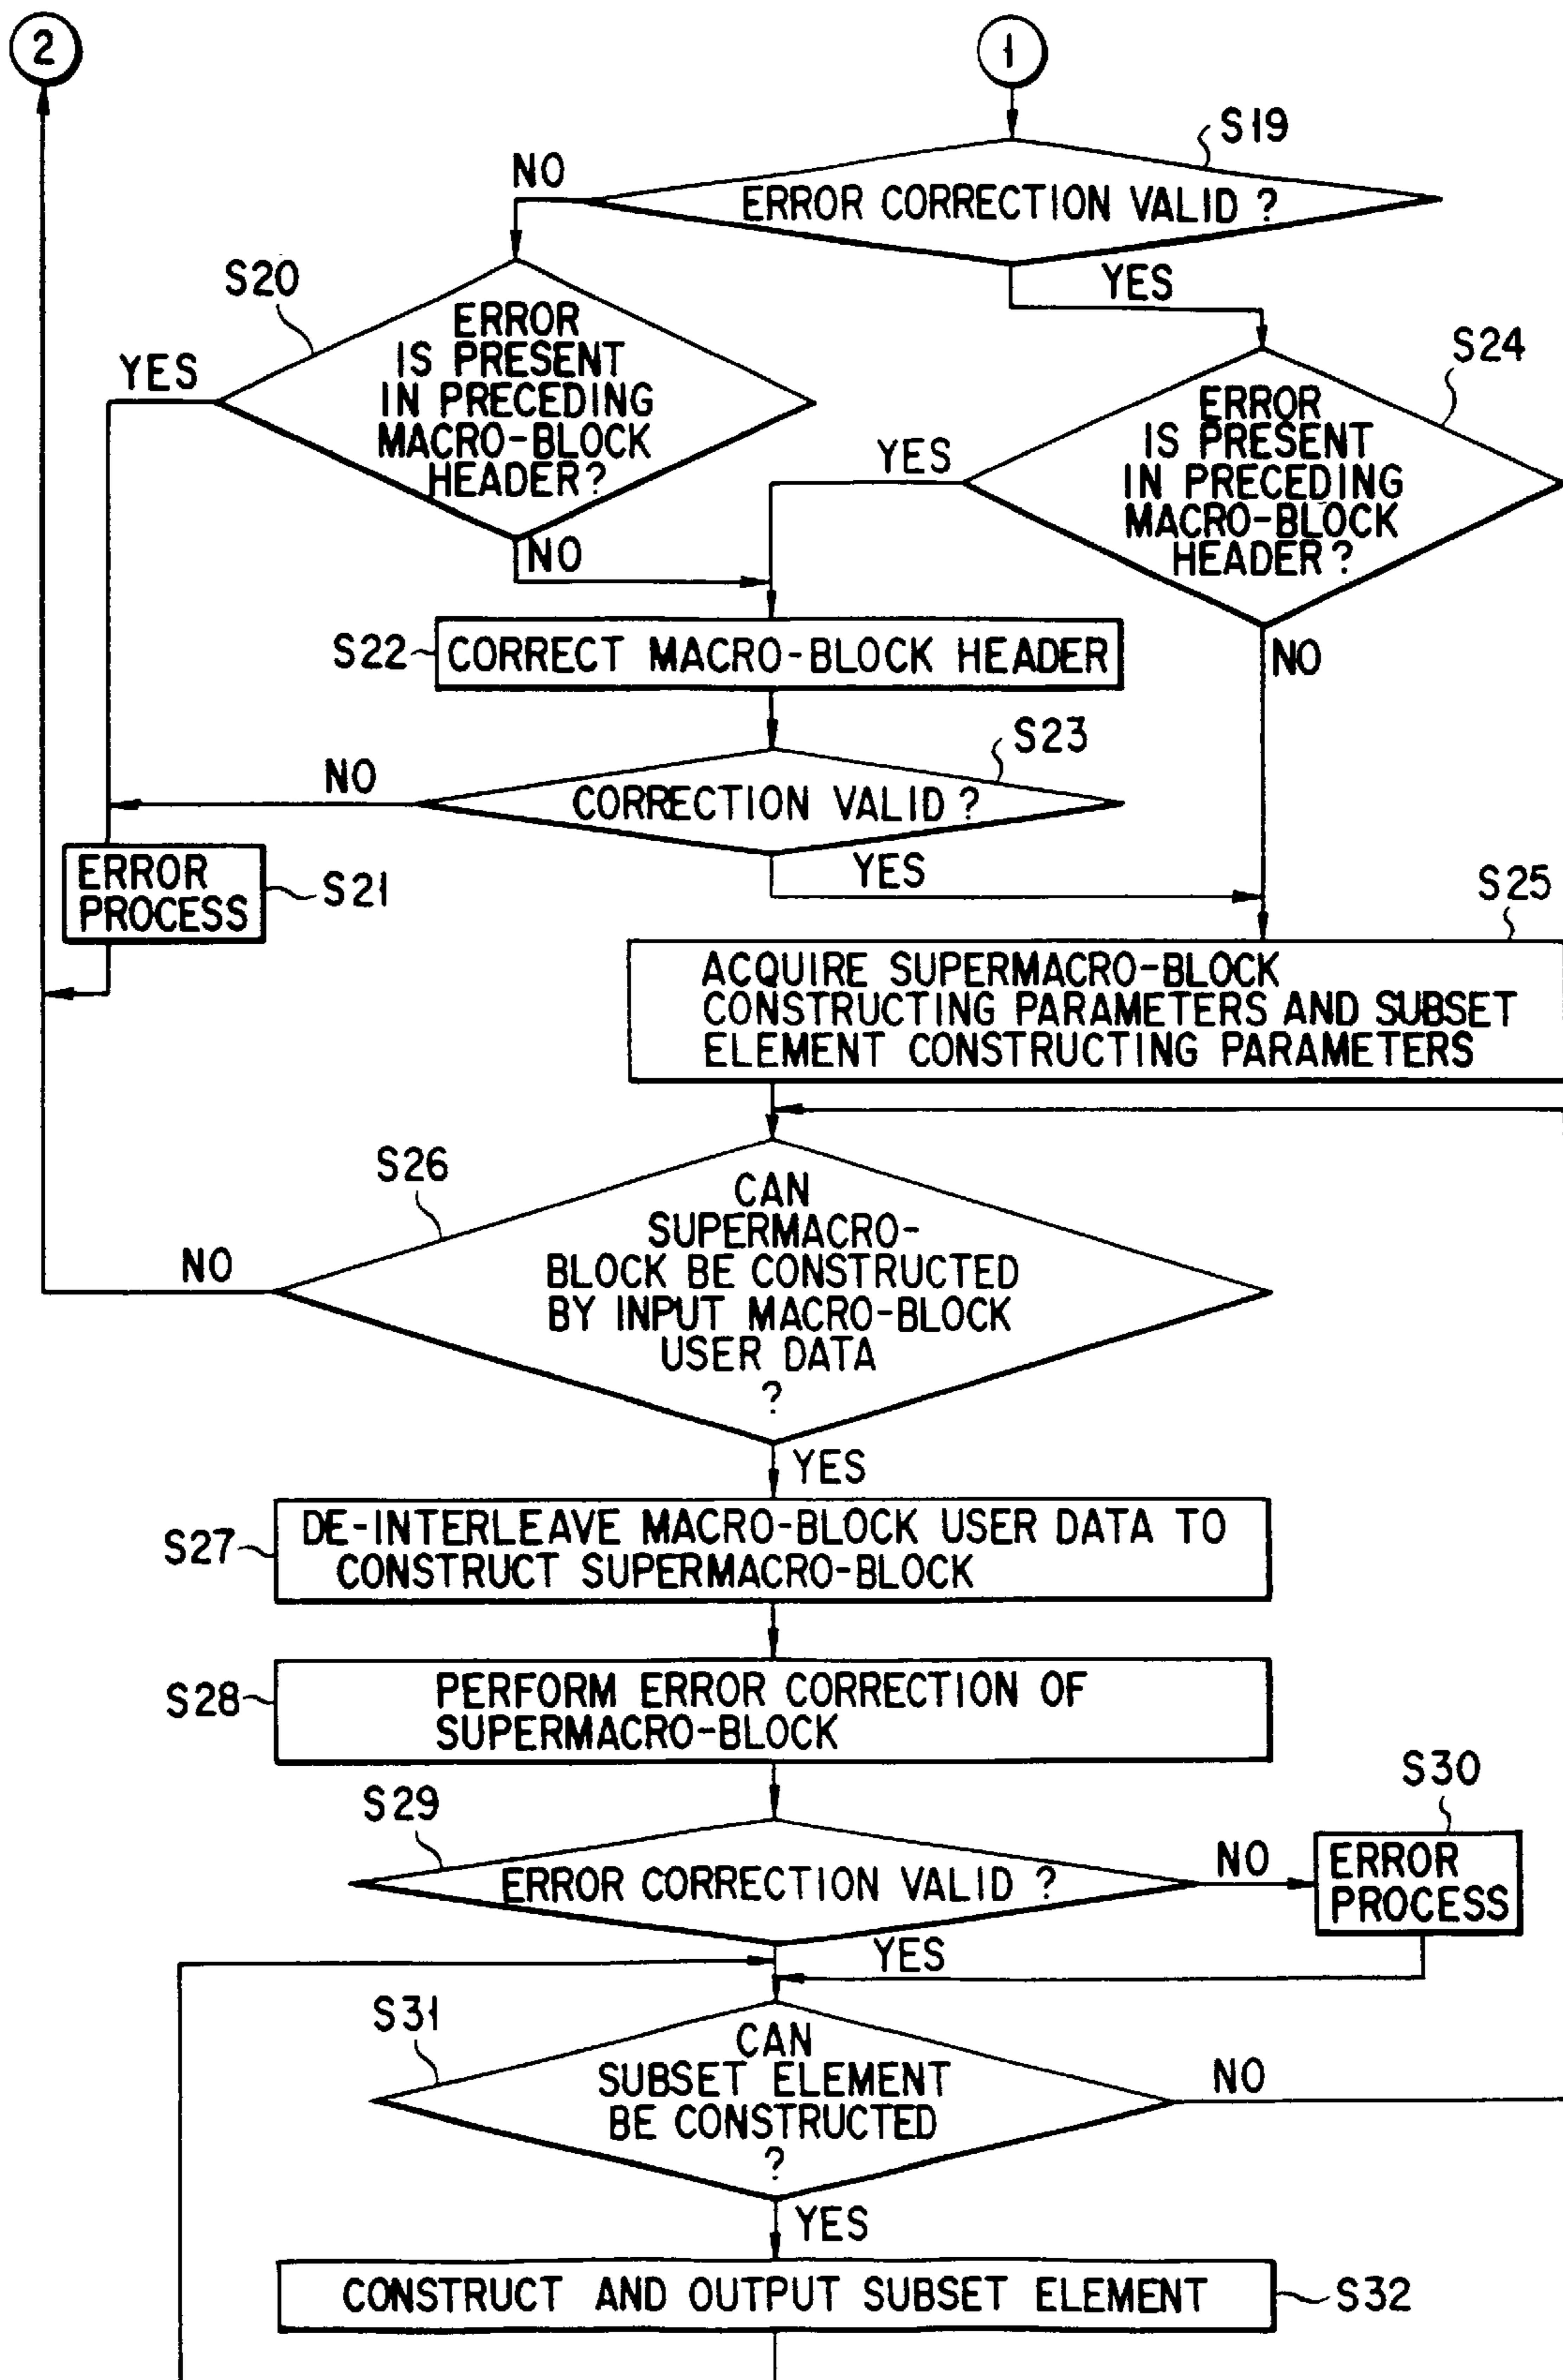 2
1
S19
NO
ERROR CORRECTION VALID ?
YES
S20
ERROR
IS PRESENT
IN PRECEDING
MACRO-BLOCK
HEADER?
YES
NO
S24
ERROR
IS PRESENT
IN PRECEDING
MACRO-BLOCK
HEADER?
YES
NO
S22
CORRECT MACRO-BLOCK HEADER
S23
NO
CORRECTION VALID ?
YES
ERROR
PROCESS
S21
S25
ACQUIRE SUPERMACRO-BLOCK
CONSTRUCTING PARAMETERS AND SUBSET
ELEMENT CONSTRUCTING PARAMETERS
S26
CAN
SUPERMACRO-
BLOCK BE CONSTRUCTED
BY INPUT MACRO-BLOCK
USER DATA
?
NO
YES
S27
DE-INTERLEAVE MACRO-BLOCK USER DATA TO
CONSTRUCT SUPERMACRO-BLOCK
S28
PERFORM ERROR CORRECTION OF
SUPERMACRO-BLOCK
S29
ERROR CORRECTION VALID ?
NO
S30
ERROR
PROCESS
YES
S31
CAN
SUBSET ELEMENT
BE CONSTRUCTED
?
NO
YES
CONSTRUCT AND OUTPUT SUBSET ELEMENT
S32